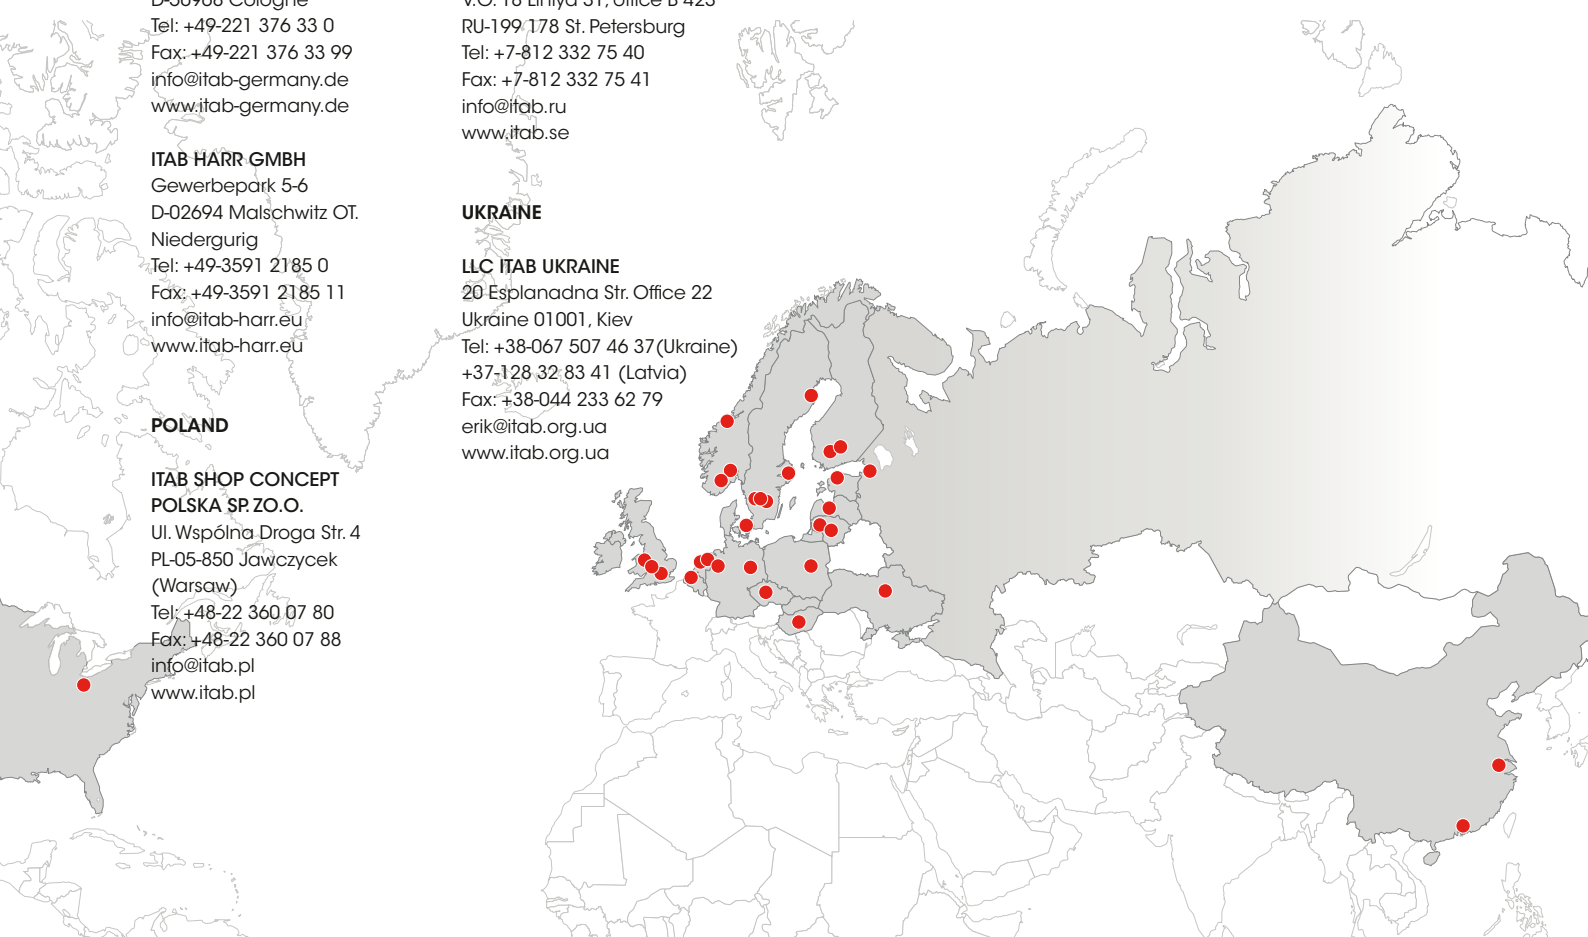 Tel: +49-221 376 33 0
Fax: +49-221 376 33 99
info@itab-germany.de
www.itab-germany.de
ITAB HARR GMBH
Gewerbepark 5-6
D-02694 Malschwitz OT.
Niedergurig
Tel: +49-3591 2185 0
Fax: +49-3591 2185 11
info@itab-harr.eu
www.itab-harr.eu
POLAND
ITAB SHOP CONCEPT
POLSKA SP. ZO.O.
Ul. Wspólna Droga Str. 4
PL-05-850 Jawczycek
(Warsaw)
Tel: +48-22 360 07 80
Fax: +48-22 360 07 88
info@itab.pl
www.itab.pl
RU-199 178 St. Petersburg
Tel: +7-812 332 75 40
Fax: +7-812 332 75 41
info@itab.ru
www.itab.se
UKRAINE
LLC ITAB UKRAINE
20 Esplanadna Str. Office 22
Ukraine 01001, Kiev
Tel: +38-067 507 46 37(Ukraine)
+37-128 32 83 41 (Latvia)
Fax: +38-044 233 62 79
erik@itab.org.ua
www.itab.org.ua